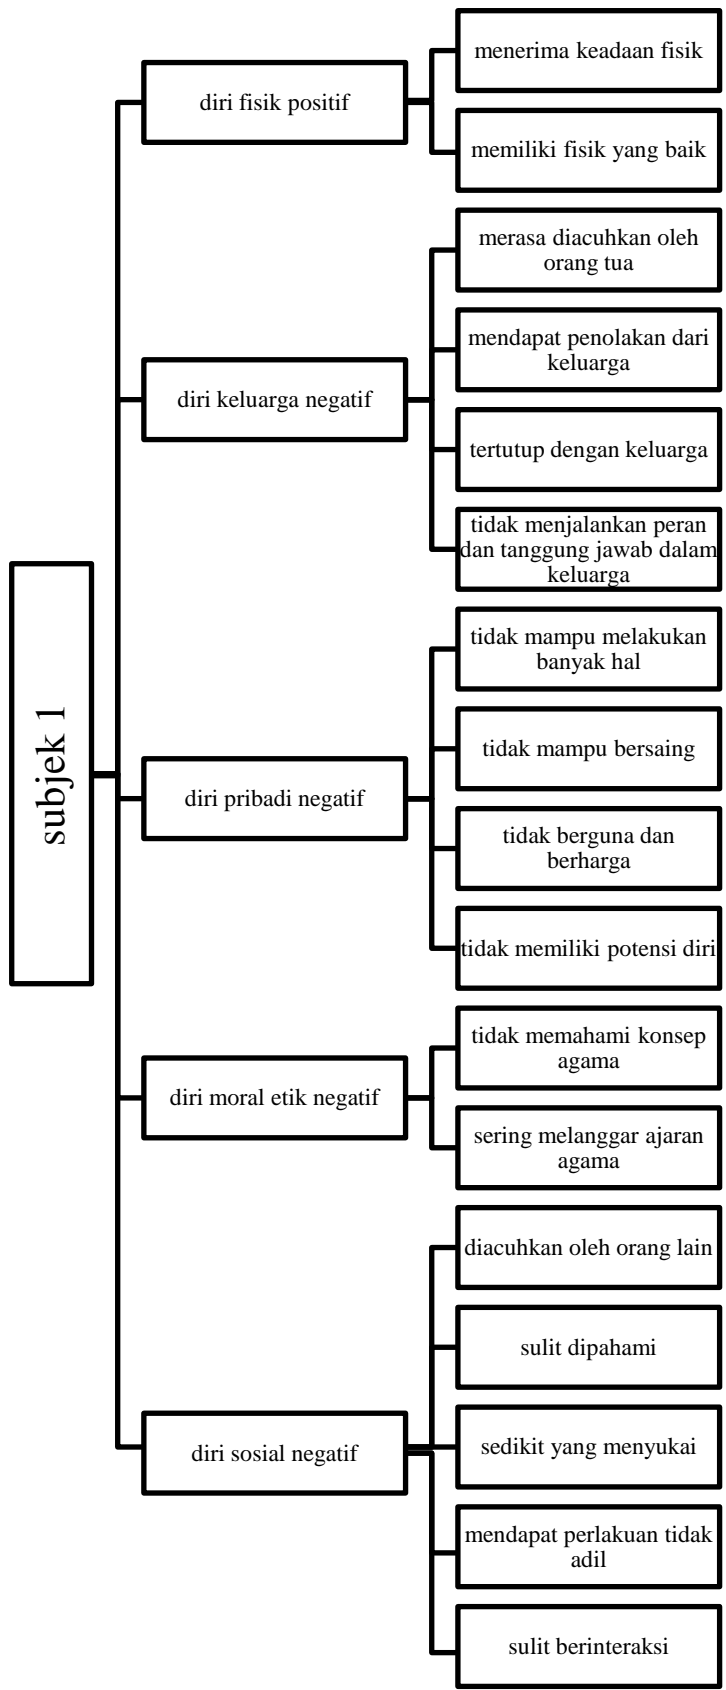 subjek 1
diri fisik positif
menerima keadaan fisik
memiliki fisik yang baik
diri keluarga negatif
merasa diacuhkan oleh
orang tua
mendapat penolakan dari
keluarga
tertutup dengan keluarga
tidak menjalankan peran
dan tanggung jawab dalam
keluarga
diri pribadi negatif
tidak mampu melakukan
banyak hal
tidak mampu bersaing
tidak berguna dan
berharga
tidak memiliki potensi diri
diri moral etik negatif
tidak memahami konsep
agama
sering melanggar ajaran
agama
diri sosial negatif
diacuhkan oleh orang lain
sulit dipahami
sedikit yang menyukai
mendapat perlakuan tidak
adil
sulit berinteraksi